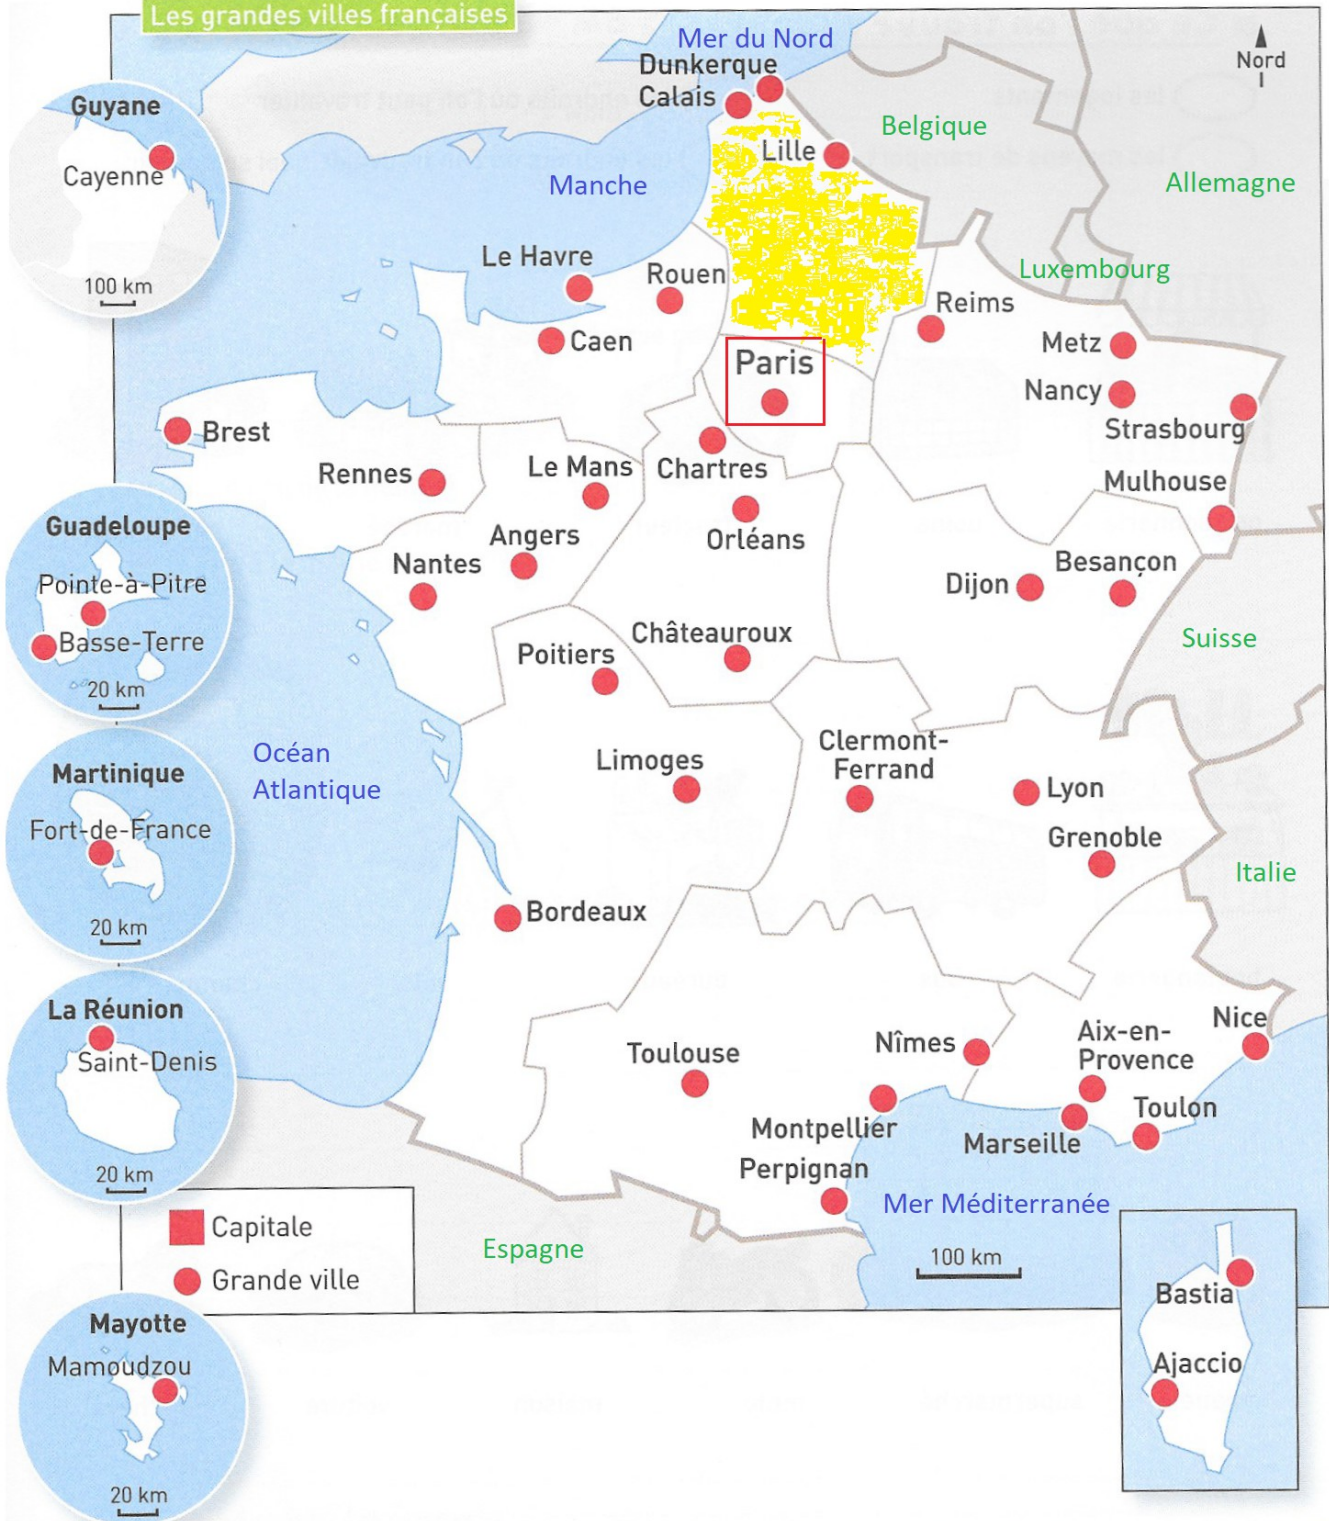 Les grandes villes françaises
Mer du Nord
Nord
Dunkerque
Calais
Guyane
Belgique
Lille
Cayenne
Manche
Allemagne
Le Havre
Rouen
Luxembourg
100 km
Reims
Caen
Metz
Paris
Nancy
Brest
Strasbourg
Rennes
Le Mans
Chartres
Mulhouse
Guadeloupe
Angers
Orléans
Nantes
Besançon
Pointe-à-Pitre
Dijon
Basse-Terre
Châteauroux
Suisse
Poitiers
20 km
Océan
Atlantique
Clermont-
Ferrand
Limoges
Martinique
Lyon
Fort-de-France
Grenoble
Italie
Bordeaux
20 km
La Réunion
Nice
Aix-en-
Provence
Nîmes
Toulouse
Saint-Denis
Toulon
Montpellier
Marseille
Perpignan
20 km
Mer Méditerranée
Capitale
Espagne
100 km
Grande ville
Bastia
Mayotte
Mamoudzou
Ajaccio
20 km